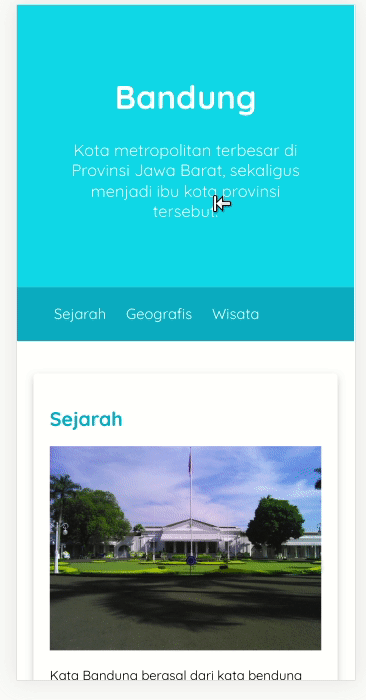 Bandung
Kota metropolitan terbesar di
Provinsi Jawa Barat, sekaligus
menjadi ibu kota provinsi
tersebut.
Sejarah Geografis Wisata
Sejarah
Kata Bandung berasal dari kata bendung